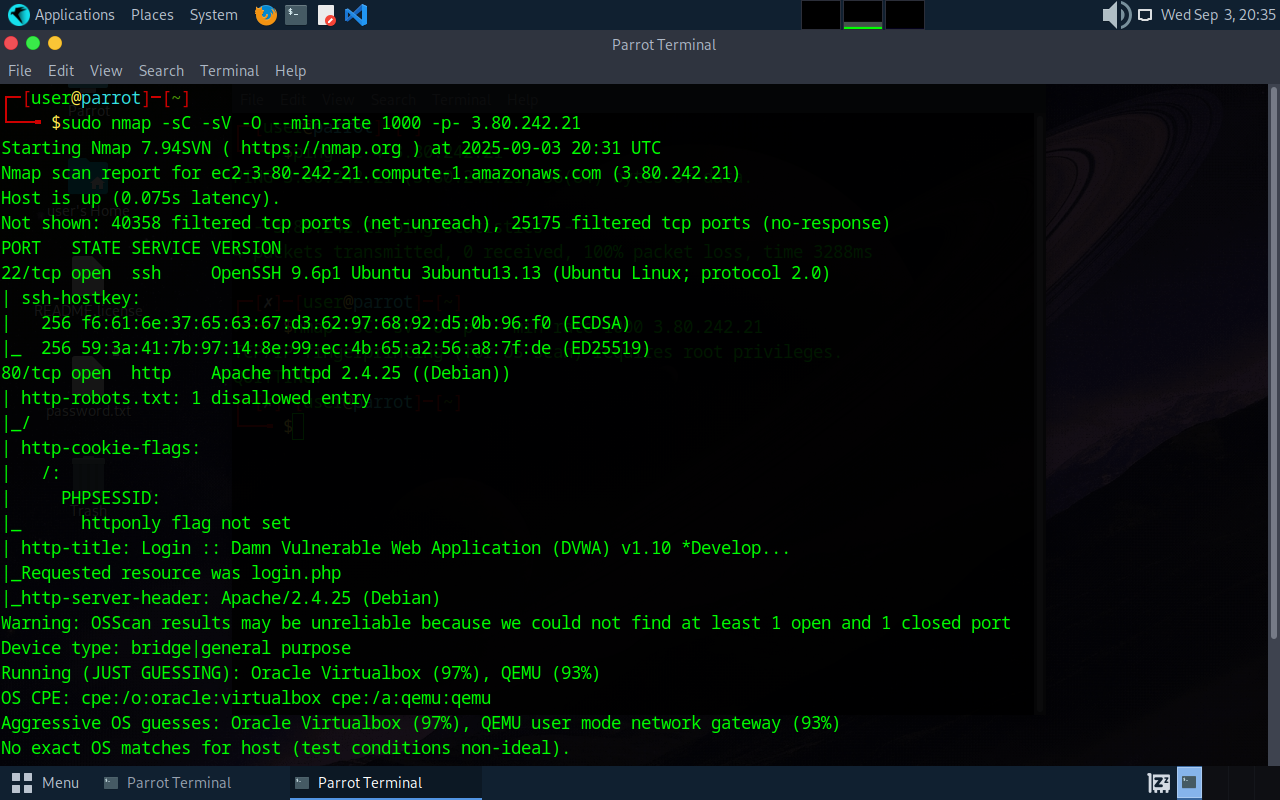 Applications Places System Wed Sep 3, 20:35
Parrot Terminal
File Edit View Search Terminal Help
[user@parrot]─[~]
$sudo nmap -sC -sV -O --min-rate 1000 -p- 3.80.242.21
Starting Nmap 7.94SVN ( https://nmap.org ) at 2025-09-03 20:31 UTC
Nmap scan report for ec2-3-80-242-21.compute-1.amazonaws.com (3.80.242.21)
Host is up (0.075s latency).
Not shown: 40358 filtered tcp ports (net-unreach), 25175 filtered tcp ports (no-response)
PORT   STATE SERVICE VERSION
22/tcp open  ssh     OpenSSH 9.6p1 Ubuntu 3ubuntu13.13 (Ubuntu Linux; protocol 2.0)
| ssh-hostkey:
|   256 f6:61:6e:37:65:63:67:d3:62:97:68:92:d5:0b:96:f0 (ECDSA)
|_  256 59:3a:41:7b:97:14:8e:99:ec:4b:65:a2:56:a8:7f:de (ED25519)
80/tcp open  http    Apache httpd 2.4.25 ((Debian))
| http-robots.txt: 1 disallowed entry
|_/
| http-cookie-flags:
|   /:
|     PHPSESSID:
|_      httponly flag not set
| http-title: Login :: Damn Vulnerable Web Application (DVWA) v1.10 *Develop...
|_Requested resource was login.php
|_http-server-header: Apache/2.4.25 (Debian)
Warning: OSScan results may be unreliable because we could not find at least 1 open and 1 closed port
Device type: bridge|general purpose
Running (JUST GUESSING): Oracle Virtualbox (97%), QEMU (93%)
OS CPE: cpe:/o:oracle:virtualbox cpe:/a:qemu:qemu
Aggressive OS guesses: Oracle Virtualbox (97%), QEMU user mode network gateway (93%)
No exact OS matches for host (test conditions non-ideal).
Menu Parrot Terminal Parrot Terminal